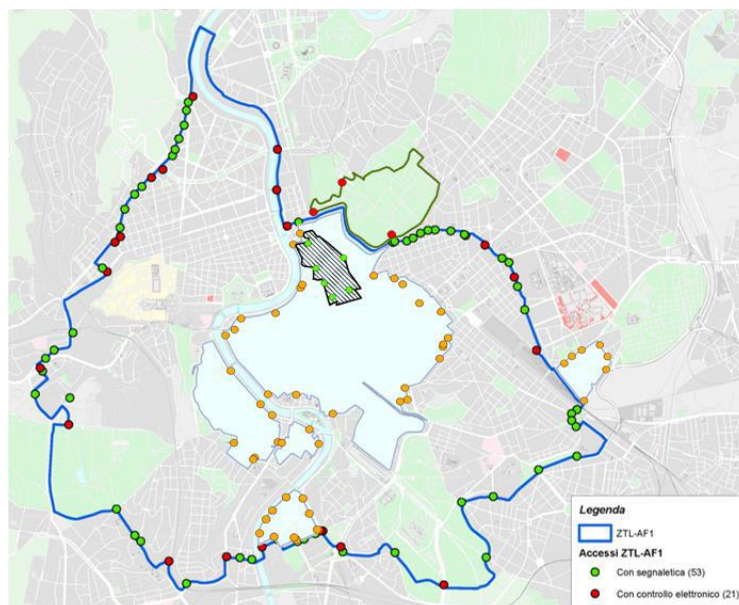 Legenda
ZTL-AF1
Accessi ZTL-AF1
Con segnaletica (53)
Con controllo elettronico (21)